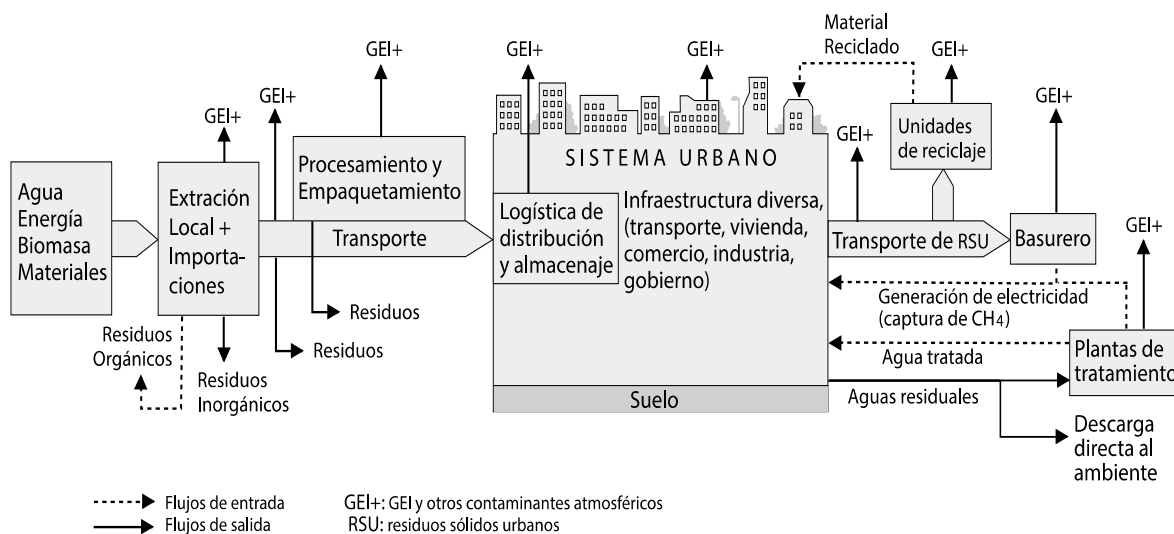 GEI+
GEI+
GEI+
GEI+
GEI+
Material
Reciclado
GEI+
GEI+
GEI+
GEI+
Agua
Energía
Biomasa
Materiales
Extración
Local +
Importa-
ciones
Procesamiento y
Empaquetamiento
Transporte
SISTEMA URBANO
Logística de
distribución
y almacenaje
Infraestructura diversa,
(transporte, vivienda,
comercio, industria,
gobierno)
Suelo
Unidades
de reciclaje
Transporte de RSU
Basurero
Residuos
Orgánicos
Residuos
Inorgánicos
Residuos
Residuos
Generación de electricidad
(captura de CH4)
Agua tratada
Aguas residuales
Plantas de
tratamiento
Descarga
directa al
ambiente
Flujos de entrada
Flujos de salida
GEI+: GEI y otros contaminantes atmosféricos
RSU: residuos sólidos urbanos